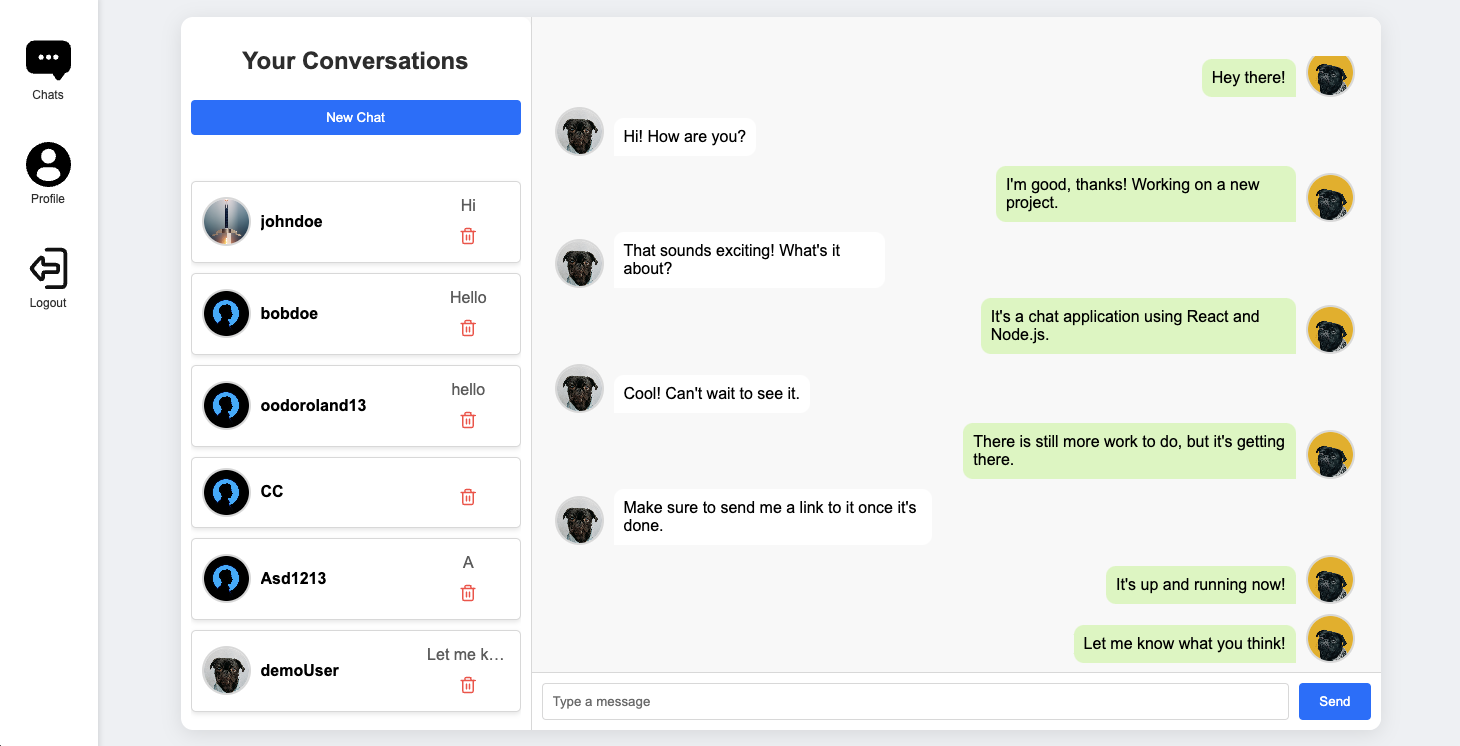 Chats
Profile
Logout
Your Conversations
New Chat
johndoe
Hi
bobdoe
Hello
oodoroland13
hello
CC
Asd1213
A
demoUser
Let me k...
Hey there!
Hi! How are you?
I'm good, thanks! Working on a new
project.
That sounds exciting! What's it
about?
It's a chat application using React and
Node.js.
Cool! Can't wait to see it.
There is still more work to do, but it's getting
there.
Make sure to send me a link to it once it's
done.
It's up and running now!
Let me know what you think!
Type a message
Send